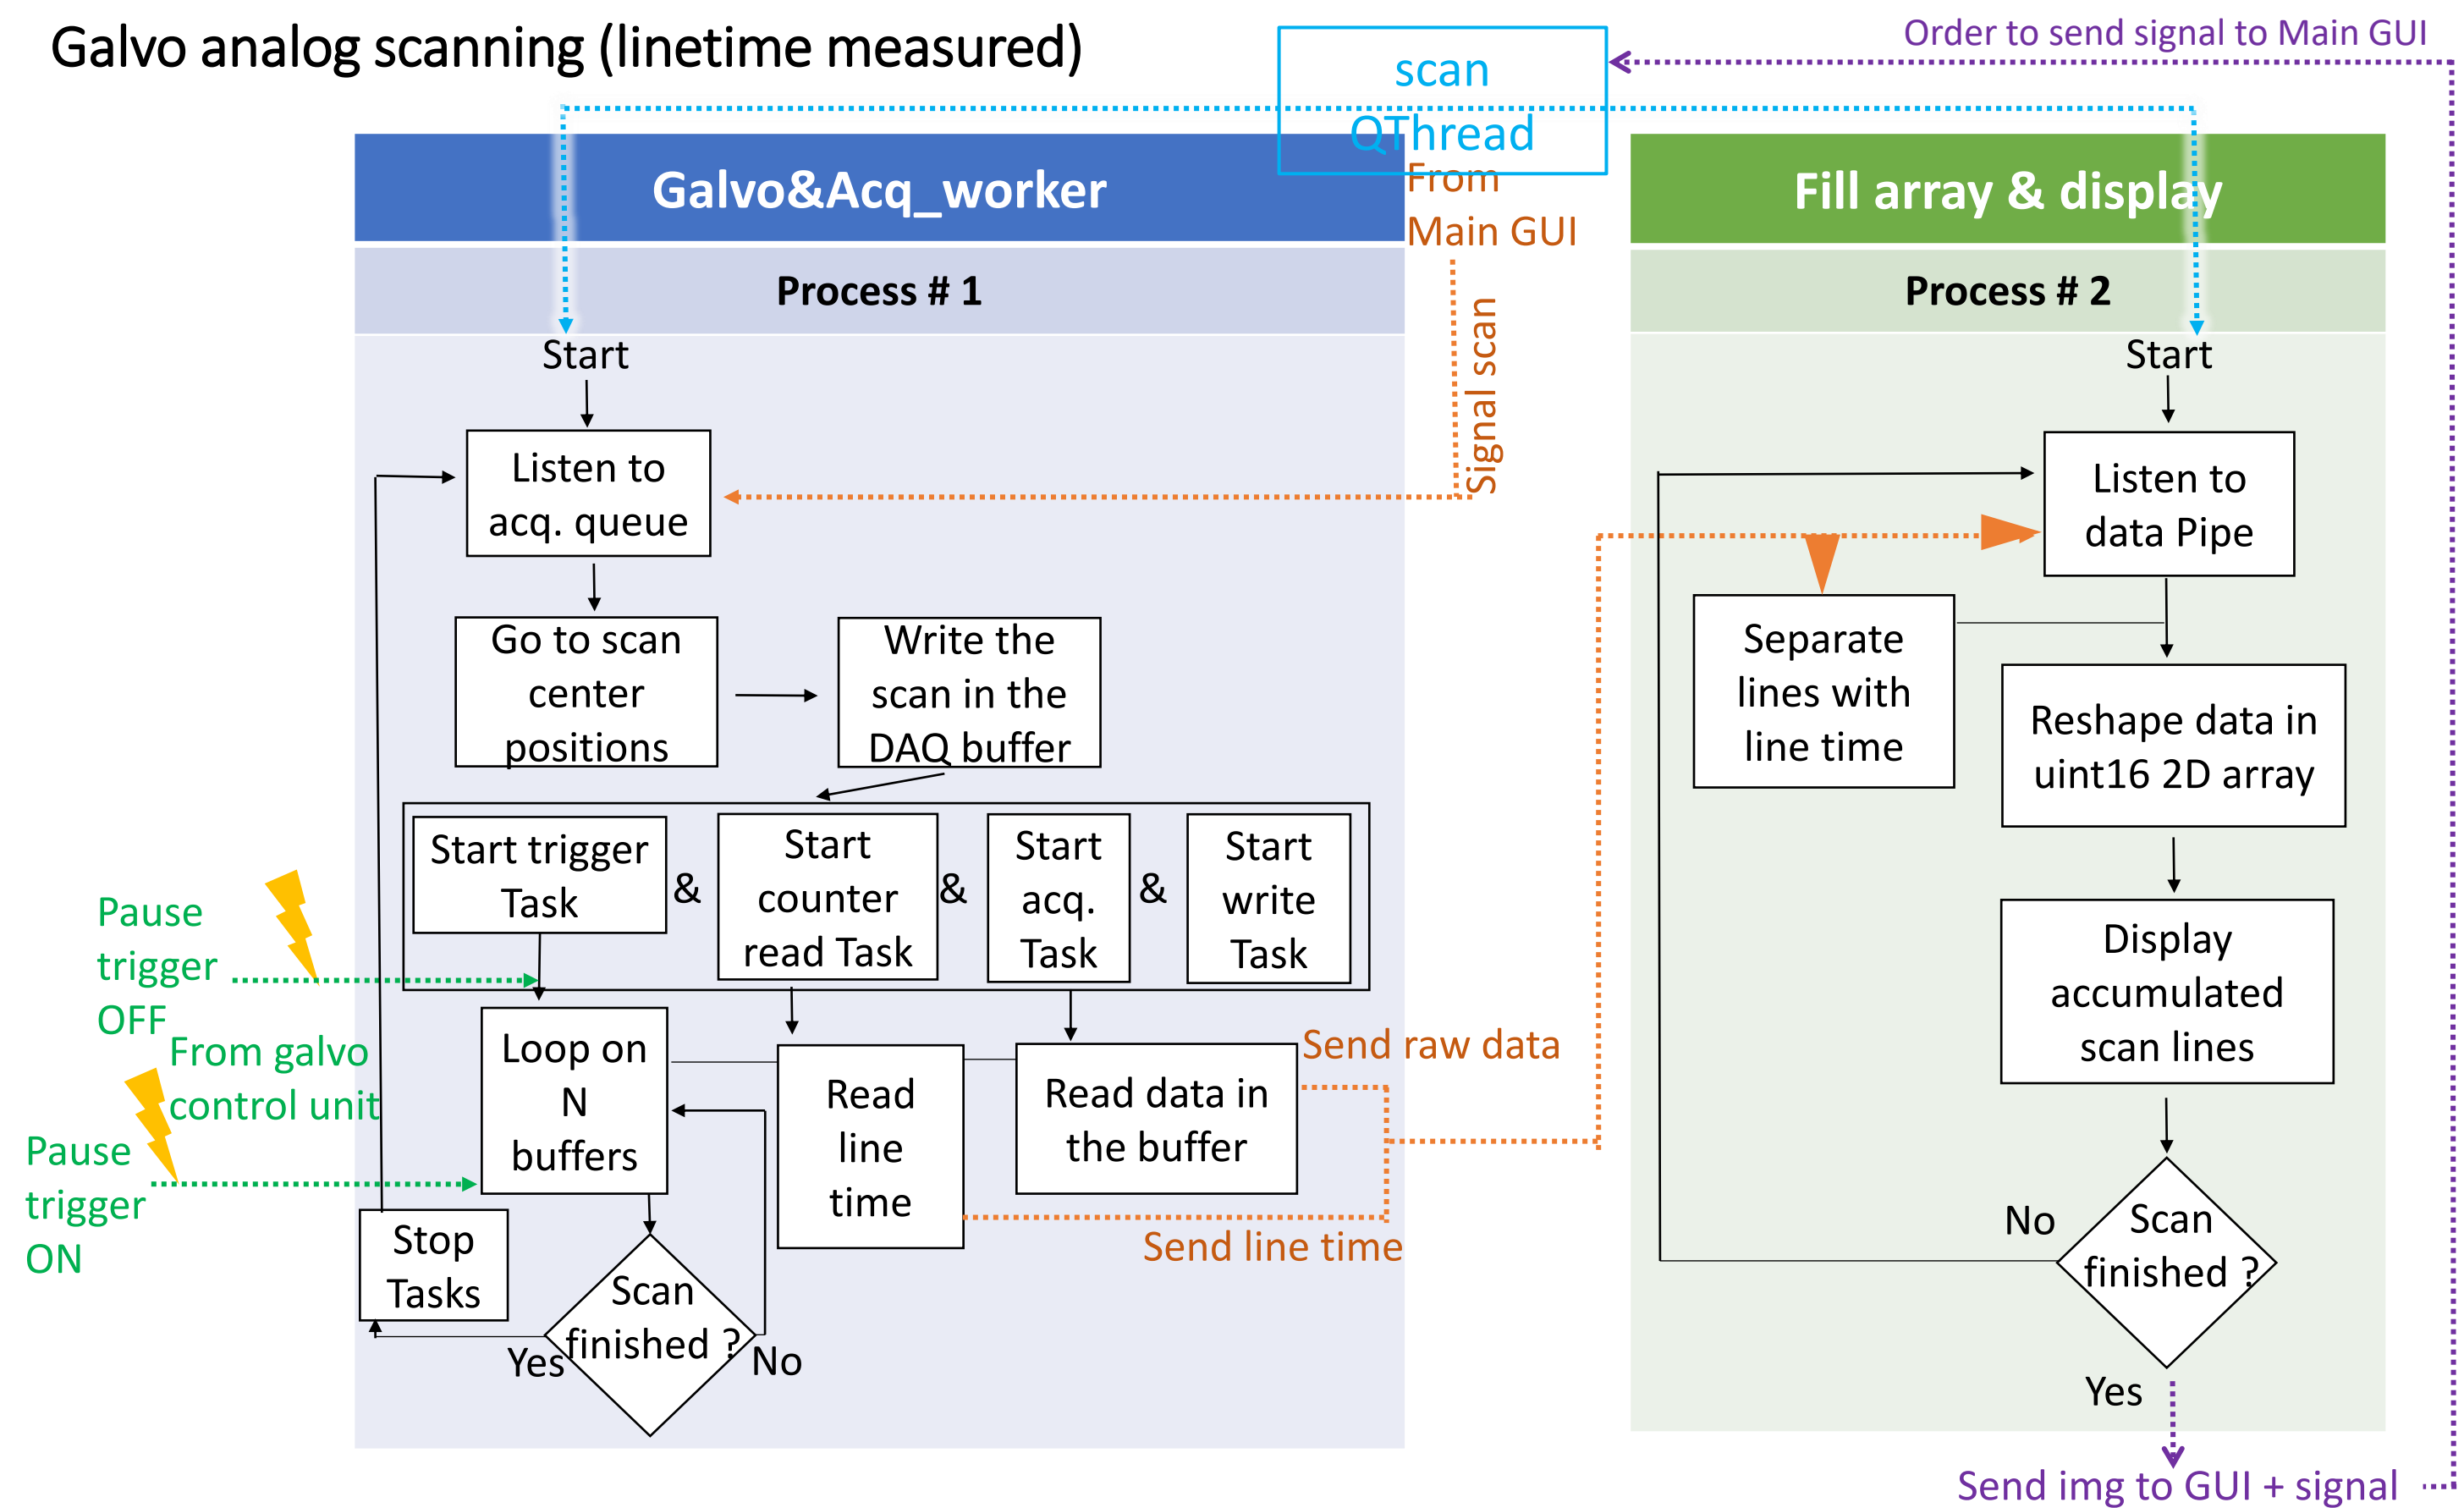 Galvo analog scanning (linetime measured)
scan
QThread
Order to send signal to Main GUI
Galvo&Acq_worker
From
Main GUI
Fill array & display
Process # 1
Process # 2
Signal scan
Start
Listen to
acq. queue
Go to scan
center
positions
Write the
scan in the
DAQ buffer
Start trigger
Task
&
Start
counter
read Task
&
Start
acq.
Task
&
Start
write
Task
Pause
trigger
OFF
From galvo
control unit
Pause
trigger
ON
Loop on
N
buffers
Read
line
time
Read data in
the buffer
Send raw data
Send line time
Stop
Tasks
Scan
finished ?
Yes
No
Start
Listen to
data Pipe
Separate
lines with
line time
Reshape data in
uint16 2D array
Display
accumulated
scan lines
No
Scan
finished ?
Yes
Send img to GUI + signal